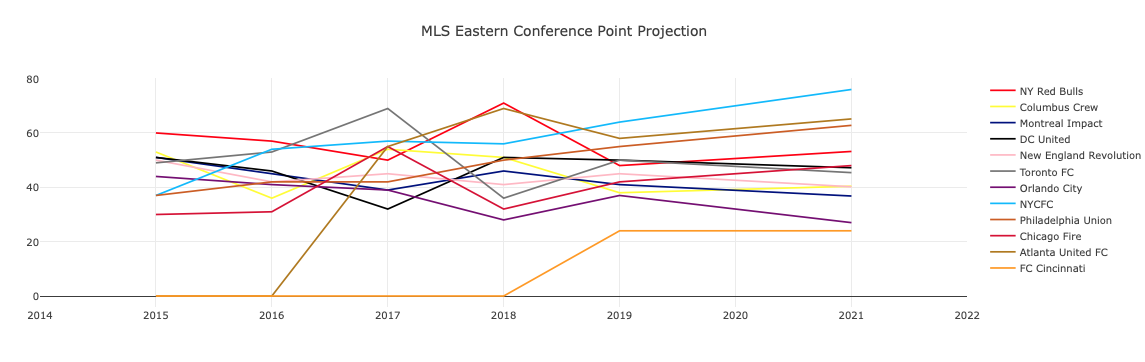 MLS Eastern Conference Point Projection
80
60
40
20
0
2014 2015 2016 2017 2018 2019 2020 2021 2022
NY Red Bulls
Columbus Crew
Montreal Impact
DC United
New England Revolution
Toronto FC
Orlando City
NYCFC
Philadelphia Union
Chicago Fire
Atlanta United FC
FC Cincinnati